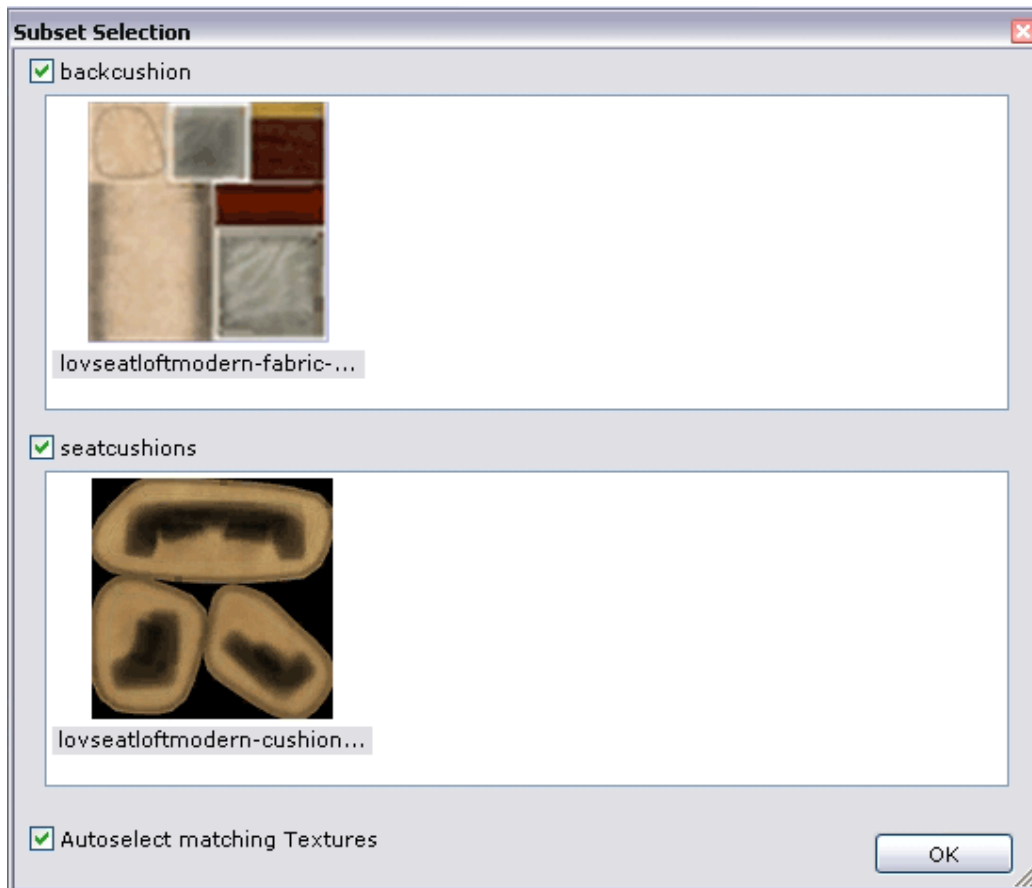 Subset Selection
backcushion
lovseatloftmodern-fabric-...
seatcushions
lovseatloftmodern-cushion...
Autoselect matching Textures
OK